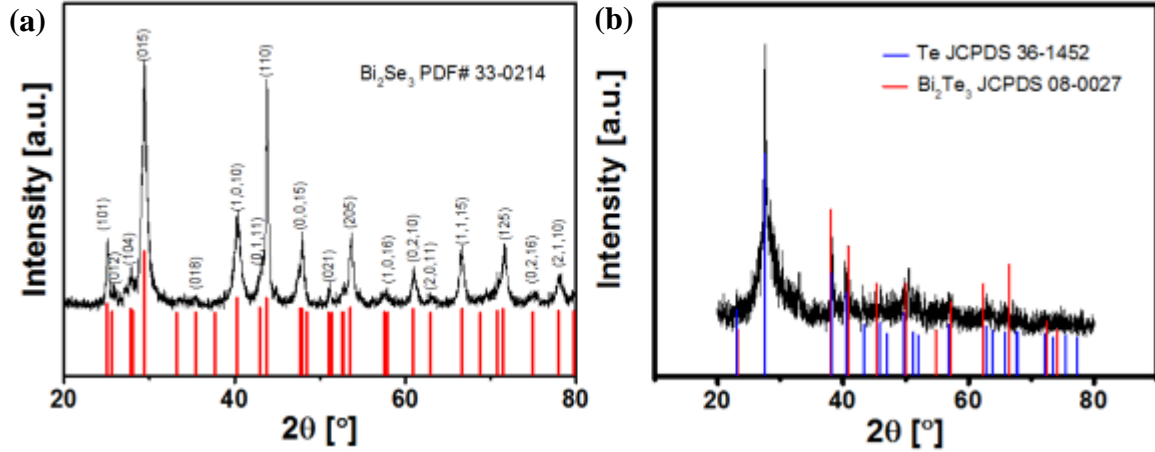 (a)
Intensity [a.u.]
Bi₂Se₃ PDF# 33-0214
(101)
(012)
(104)
(015)
(018)
(1,0,10)
(0,1,11)
(110)
(0,0,15)
(021)
(205)
(1,0,16)
(0,2,10)
(2,0,11)
(1,1,15)
(125)
(0,2,16)
(2,1,10)
20 40 60 80
2θ [°]
(b)
Intensity [a.u.]
Te JCPDS 36-1452
Bi₂Te₃ JCPDS 08-0027
20 40 60 80
2θ [°]